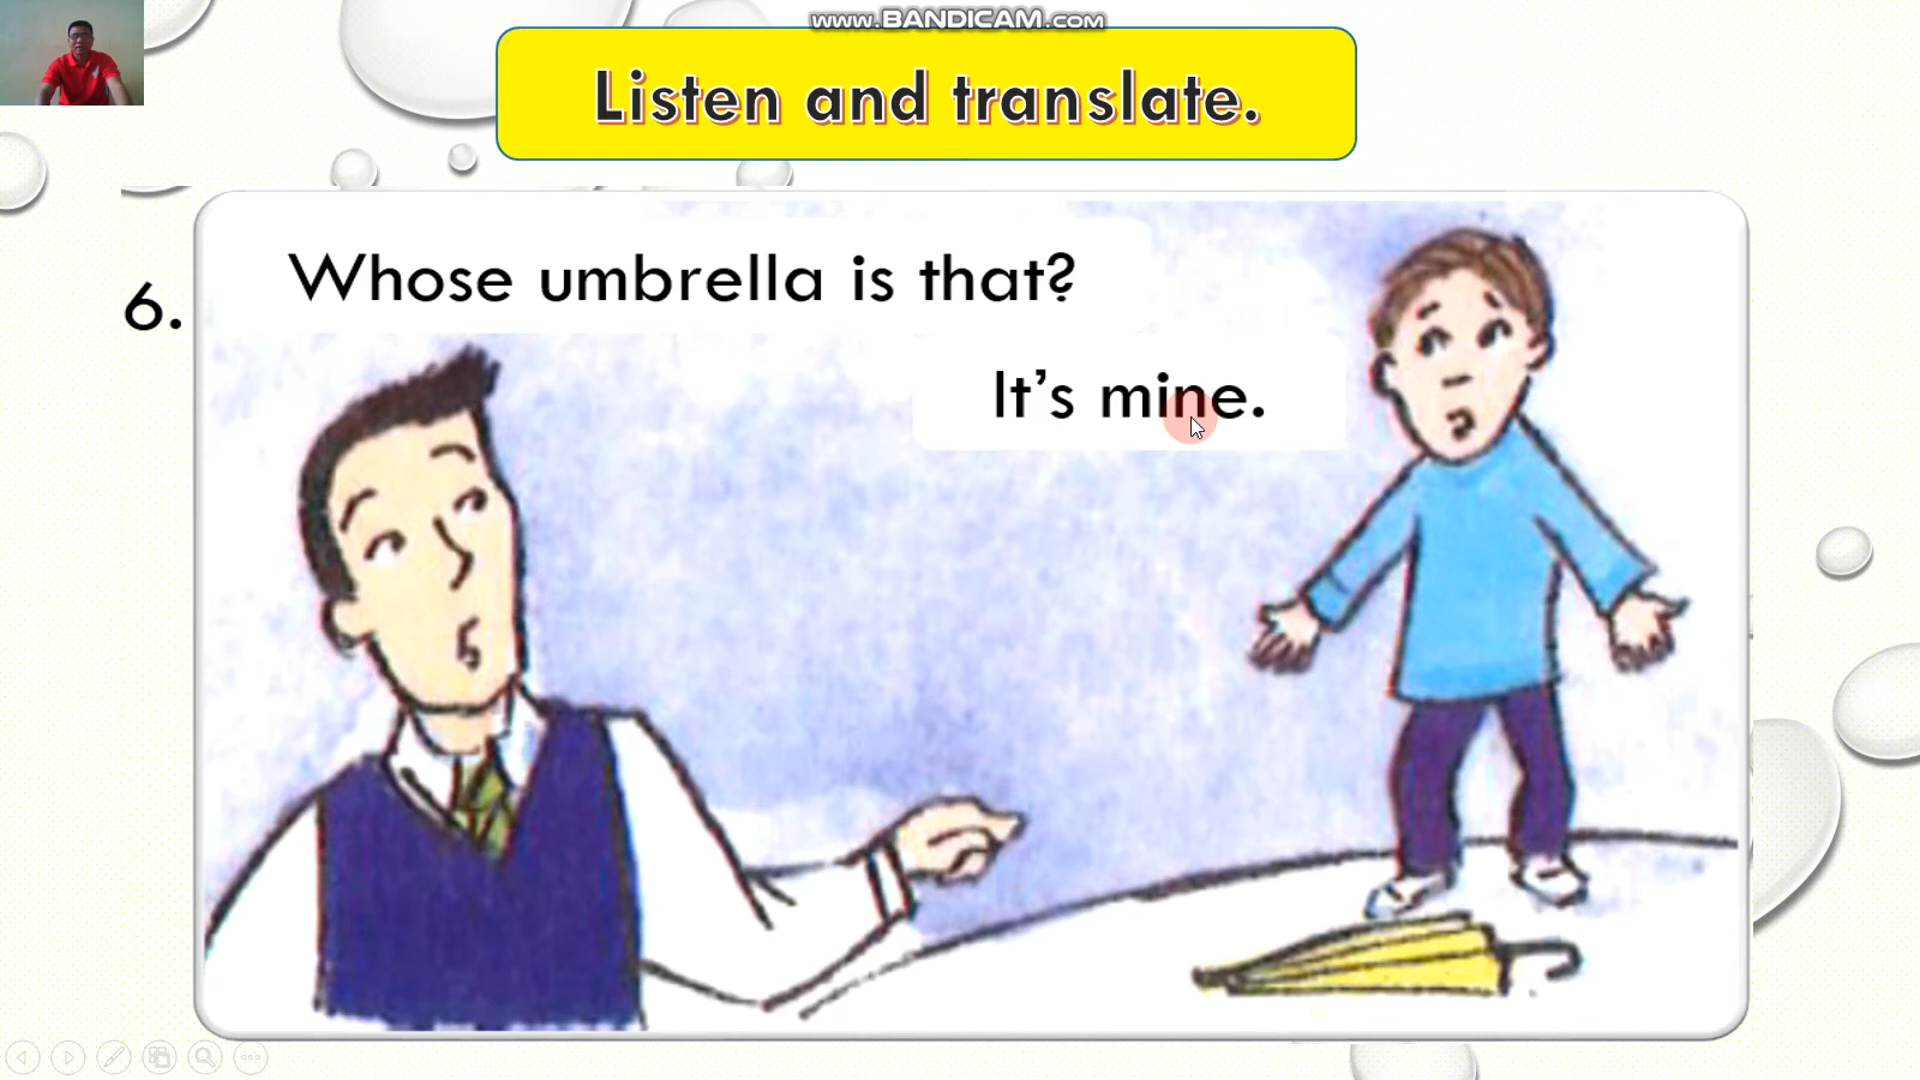 www.BANDICAM.com
Listen and translate.
6.
Whose umbrella is that?
It's mine.